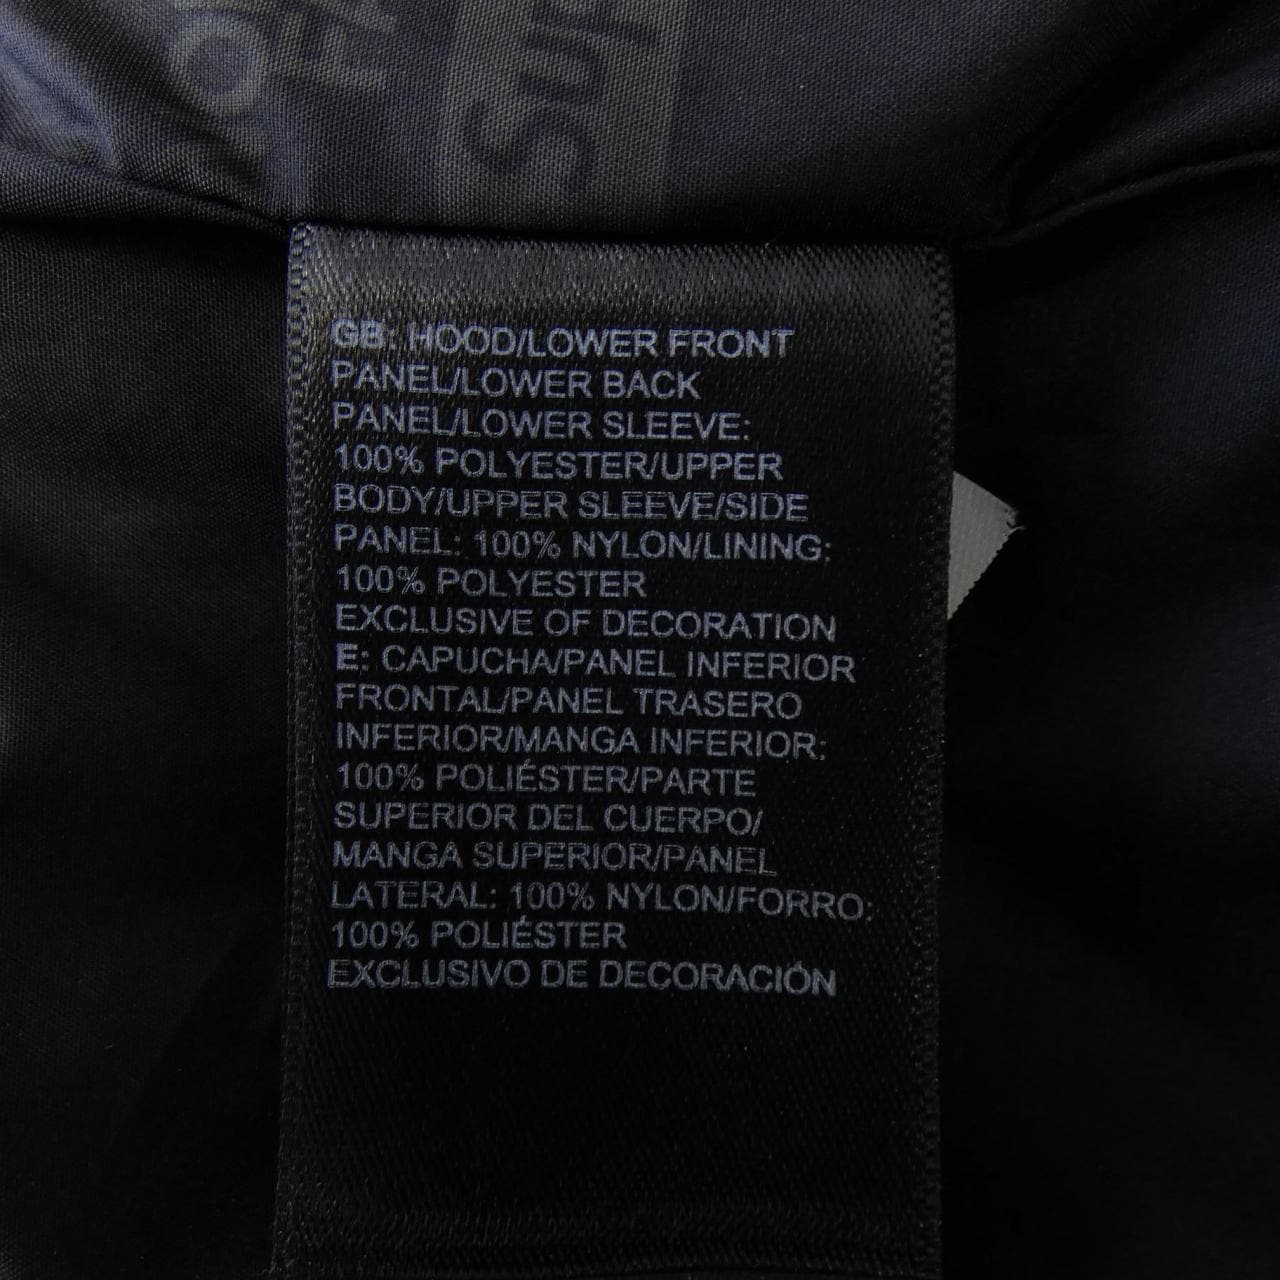 GB: HOOD/LOWER FRONT
PANEL/LOWER BACK
PANEL/LOWER SLEEVE:
100% POLYESTER/UPPER
BODY/UPPER SLEEVE/SIDE
PANEL: 100% NYLON/LINING:
100% POLYESTER
EXCLUSIVE OF DECORATION
E: CAPUCHA/PANEL INFERIOR
FRONTAL/PANEL TRASERO
INFERIOR/MANGA INFERIOR:
100% POLIÉSTER/PARTE
SUPERIOR DEL CUERPO/
MANGA SUPERIOR/PANEL
LATERAL: 100% NYLON/FORRO:
100% POLIÉSTER
EXCLUSIVO DE DECORACIÓN